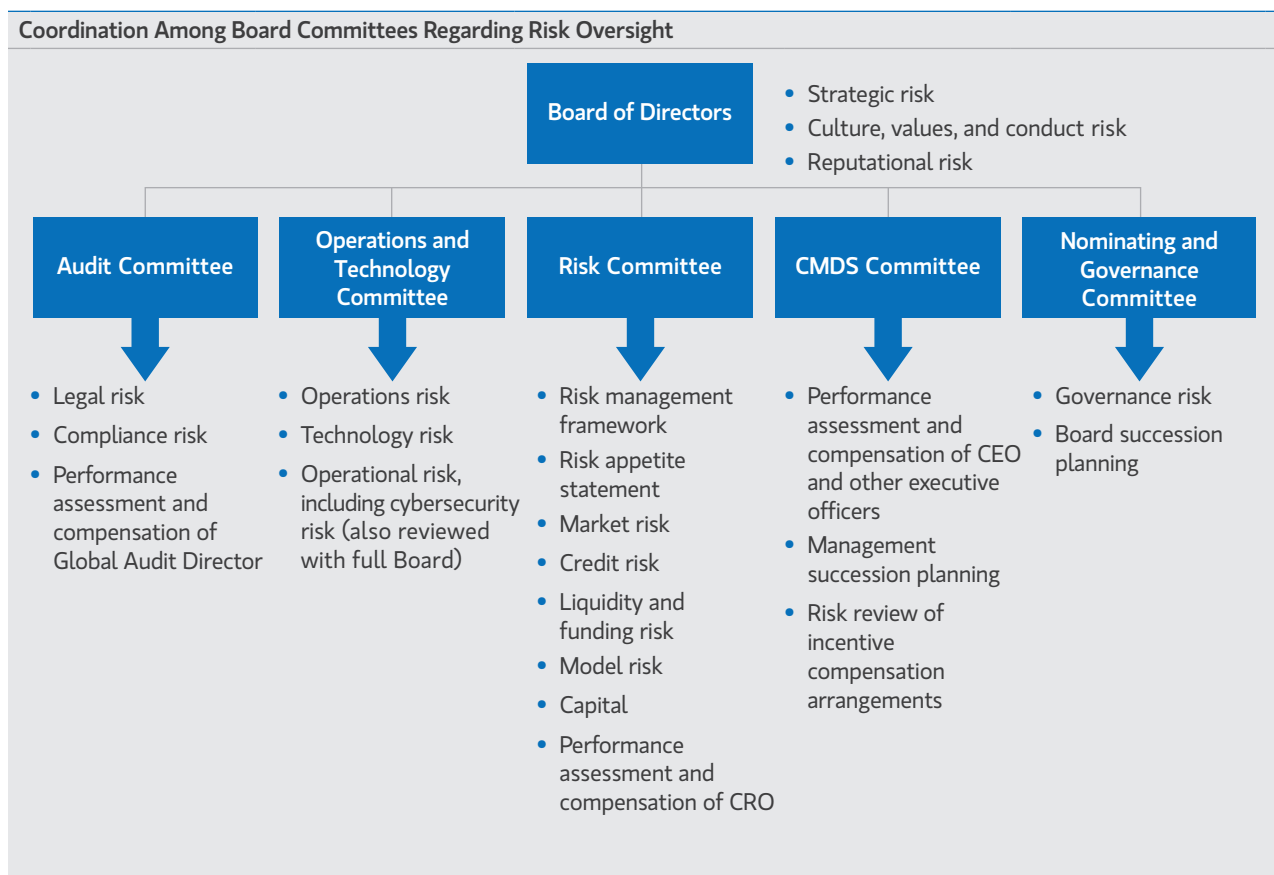 Coordination Among Board Committees Regarding Risk Oversight
Board of Directors
• Strategic risk
• Culture, values, and conduct risk
• Reputational risk
Audit Committee
• Legal risk
• Compliance risk
• Performance
assessment and
compensation of
Global Audit Director
Operations and
Technology
Committee
• Operations risk
• Technology risk
• Operational risk,
including cybersecurity
risk (also reviewed
with full Board)
Risk Committee
• Risk management
framework
• Risk appetite
statement
• Market risk
• Credit risk
• Liquidity and
funding risk
• Model risk
• Capital
• Performance
assessment and
compensation of CRO
CMDS Committee
• Performance
assessment and
compensation of CEO
and other executive
officers
• Management
succession planning
• Risk review of
incentive
compensation
arrangements
Nominating and
Governance
Committee
• Governance risk
• Board succession
planning